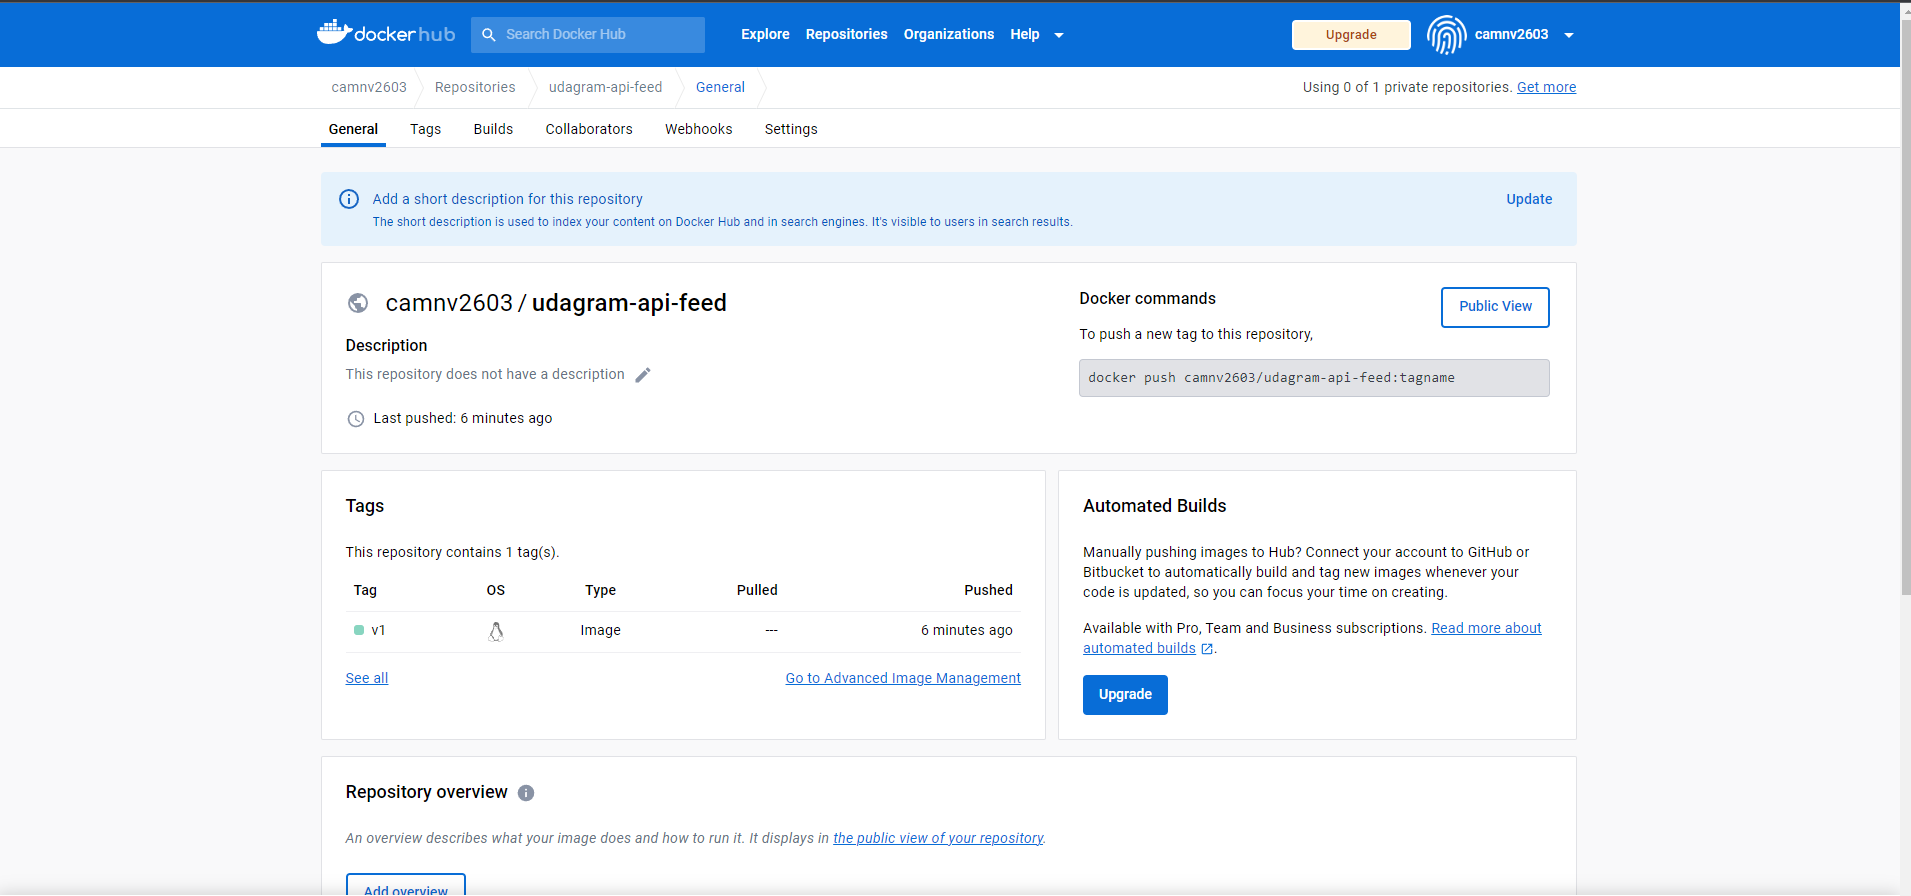 docker hub
Search Docker Hub
Explore Repositories Organizations Help
Upgrade
camnv2603
camnv2603 Repositories udagram-api-feed General
Using 0 of 1 private repositories. Get more
General Tags Builds Collaborators Webhooks Settings
Add a short description for this repository
Update
The short description is used to index your content on Docker Hub and in search engines. It's visible to users in search results.
camnv2603 / udagram-api-feed
Description
This repository does not have a description
Last pushed: 6 minutes ago
Docker commands
Public View
To push a new tag to this repository,
docker push camnv2603/udagram-api-feed:tagname
Tags
This repository contains 1 tag(s).
Tag OS Type Pulled Pushed
v1 Image --- 6 minutes ago
See all
Go to Advanced Image Management
Automated Builds
Manually pushing images to Hub? Connect your account to GitHub or
Bitbucket to automatically build and tag new images whenever your
code is updated, so you can focus your time on creating.
Available with Pro, Team and Business subscriptions. Read more about
automated builds .
Upgrade
Repository overview
An overview describes what your image does and how to run it. It displays in the public view of your repository.
Add overview